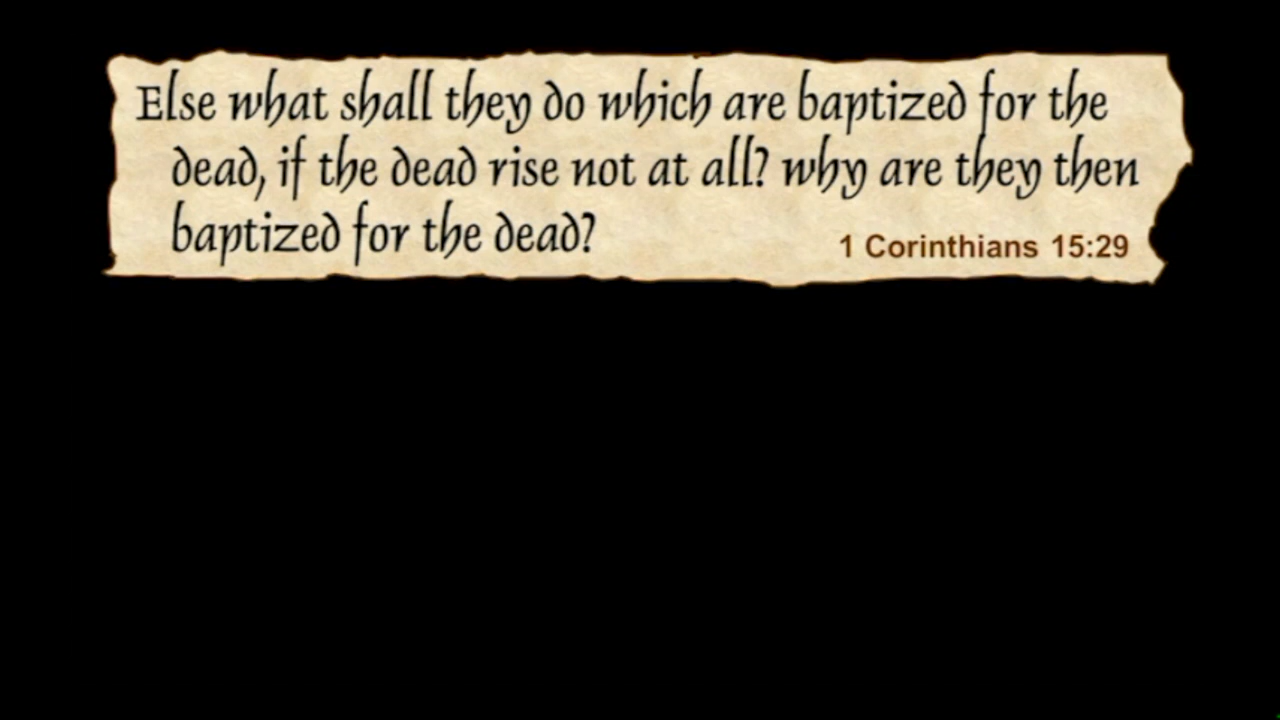 Else what shall they do which are baptized for the
dead, if the dead rise not at all? why are they then
baptized for the dead?
1 Corinthians 15:29